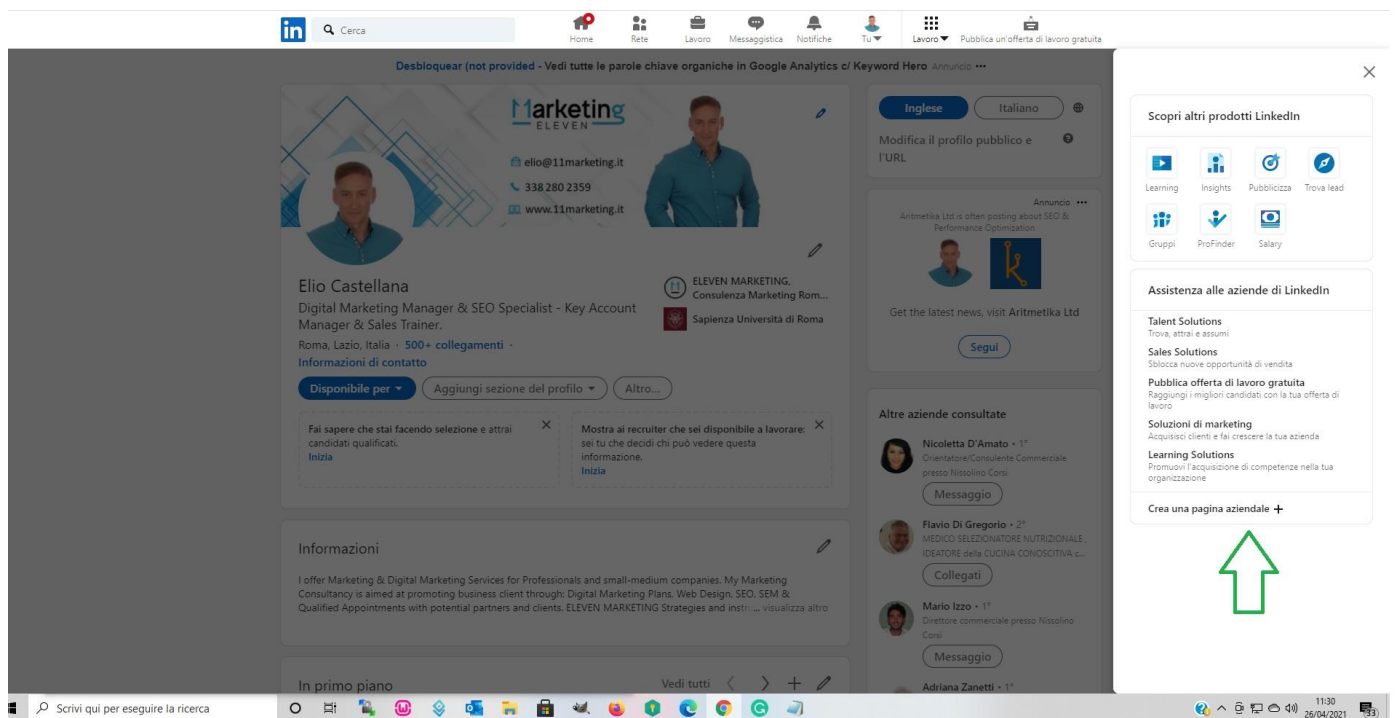 in
Cerca
Home
Rete
Lavoro
Messaggistica
Notifiche
Tu
Lavoro
Pubblica un'offerta di lavoro gratuita
Desbloquear (not provided - Vedi tutte le parole chiave organiche in Google Analytics c/ Keyword Hero Annuncio •••
11arketing
ELEVEN
elio@11marketing.it
338 280 2359
www.11marketing.it
Elio Castellana
Digital Marketing Manager & SEO Specialist - Key Account
Manager & Sales Trainer.
Roma, Lazio, Italia · 500+ collegamenti ·
Informazioni di contatto
ELEVEN MARKETING,
Consulenza Marketing Rom...
Sapienza Università di Roma
Disponibile per
Aggiungi sezione del profilo
Altro...
Fai sapere che stai facendo selezione e attrai
candidati qualificati.
Inizia
Mostra ai recruiter che sei disponibile a lavorare:
sei tu che decidi chi può vedere questa
informazione.
Inizia
Informazioni
I offer Marketing & Digital Marketing Services for Professionals and small-medium companies. My Marketing
Consultancy is aimed at promoting business client through: Digital Marketing Plans. Web Design, SEO, SEM &
Qualified Appointments with potential partners and clients. ELEVEN MARKETING Strategies and instr... visualizza altro
In primo piano
Vedi tutti
Inglese
Italiano
Modifica il profilo pubblico e
l'URL
Annuncio •••
Aritmetika Ltd is often posting about SEO &
Performance Optimization
Get the latest news, visit Aritmetika Ltd
Segui
Altre aziende consultate
Nicoletta D'Amato • 1°
Orientatore/Consulente Commerciale
presso Nissolino Corsi
Messaggio
Flavio Di Gregorio • 2°
MEDICO SELEZIONATORE NUTRIZIONALE ,
IDEATORE della CUCINA CONOSCITIVA c...
Collegati
Mario Izzo • 1°
Direttore commerciale presso Nissolino
Corsi
Messaggio
Adriana Zanetti • 1°
Scopri altri prodotti LinkedIn
Learning
Insights
Pubblicizza
Trova lead
Gruppi
ProFinder
Salary
Assistenza alle aziende di LinkedIn
Talent Solutions
Trova, attrai e assumi
Sales Solutions
Sblocca nuove opportunità di vendita
Pubblica offerta di lavoro gratuita
Raggiungi i migliori candidati con la tua offerta di
lavoro
Soluzioni di marketing
Acquisisci clienti e fai crescere la tua azienda
Learning Solutions
Promuovi l'acquisizione di competenze nella tua
organizzazione
Crea una pagina aziendale +
Scrivi qui per eseguire la ricerca
11:30
26/04/2021
33